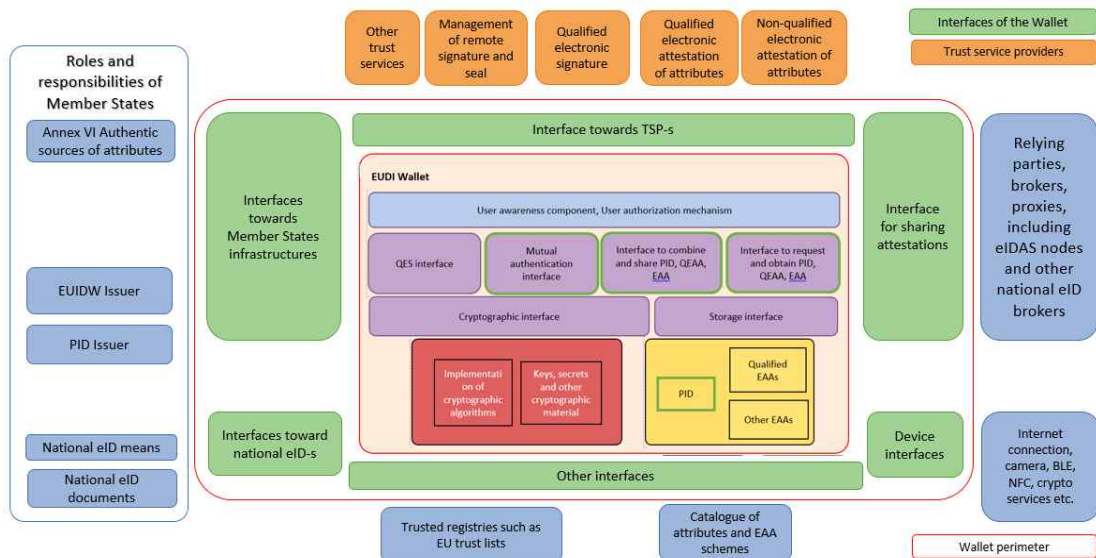 Other
trust
services
Management
of remote
signature and
seal
Qualified
electronic
signature
Qualified
electronic
attestation
of attributes
Non-qualified
electronic
attestation of
attributes
Interfaces of the Wallet
Trust service providers
Roles and
responsibilities of
Member States
Annex VI Authentic
sources of attributes
EUIDW Issuer
PID Issuer
National eID means
National eID
documents
Interfaces
towards
Member States
infrastructures
Interfaces toward
national eID-s
Interface towards TSP-s
EUDI Wallet
User awareness component, User authorization mechanism
QES interface
Mutual
authentication
interface
Interface to combine
and share PID, QEAA,
EAA
Interface to request
and obtain PID,
QEAA, EAA
Cryptographic interface
Storage interface
Implementati
on of
cryptographic
algorithms
Keys, secrets
and other
cryptographic
material
PID
Qualified
EAAs
Other EAAs
Other interfaces
Interface
for sharing
attestations
Device
interfaces
Relying
parties,
brokers,
proxies,
including
eIDAS nodes
and other
national eID
brokers
Internet
connection,
camera, BLE,
NFC, crypto
services etc.
Trusted registries such as
EU trust lists
Catalogue of
attributes and EAA
schemes
Wallet perimeter